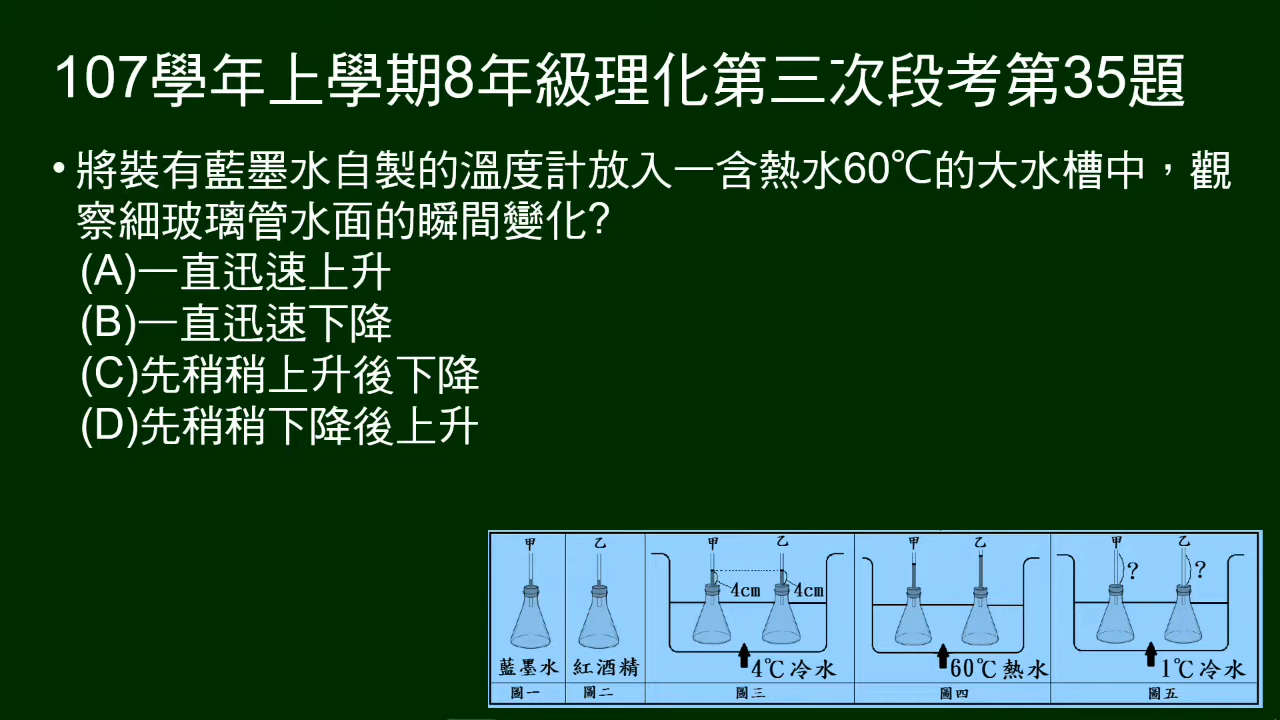 107學年上學期8年級理化第三次段考第35題
•將裝有藍墨水自製的溫度計放入一含熱水60℃的大水槽中，觀
察細玻璃管水面的瞬間變化?
(A)一直迅速上升
(B)一直迅速下降
(C)先稍稍上升後下降
(D)先稍稍下降後上升
甲 乙 甲 乙 甲 乙 甲 乙
4cm 4cm ? ?
藍墨水 紅酒精 4℃冷水 60℃熱水 1℃冷水
圖一 圖二 圖三 圖四 圖五